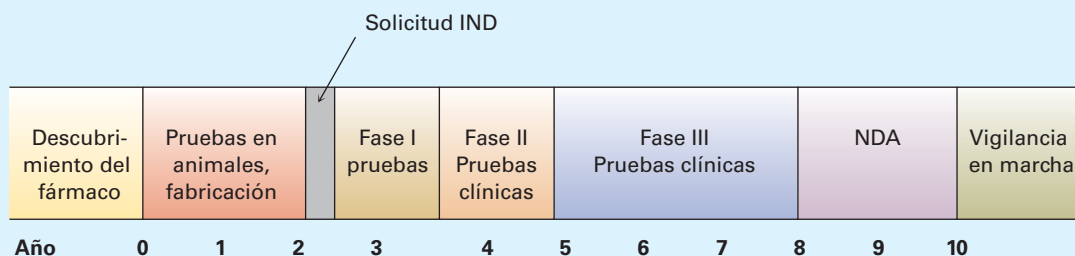 Solicitud IND
Descubri-
miento del
fármaco
Pruebas en
animales,
fabricación
Fase I
pruebas
Fase II
Pruebas
clínicas
Fase III
Pruebas clínicas
NDA
Vigilancia
en marcha
Año 0 1 2 3 4 5 6 7 8 9 10